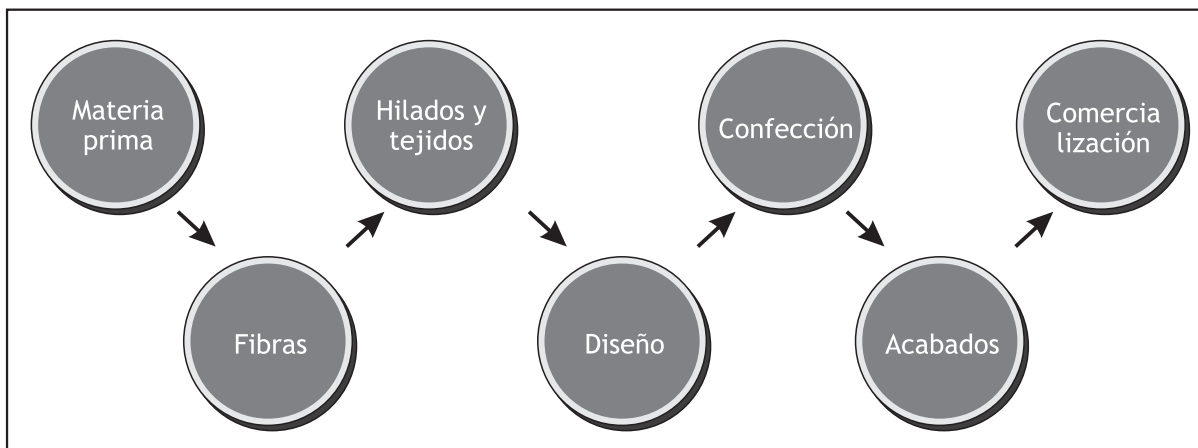 Materia
prima
Fibras
Hilados y
tejidos
Diseño
Confección
Acabados
Comercia
lización